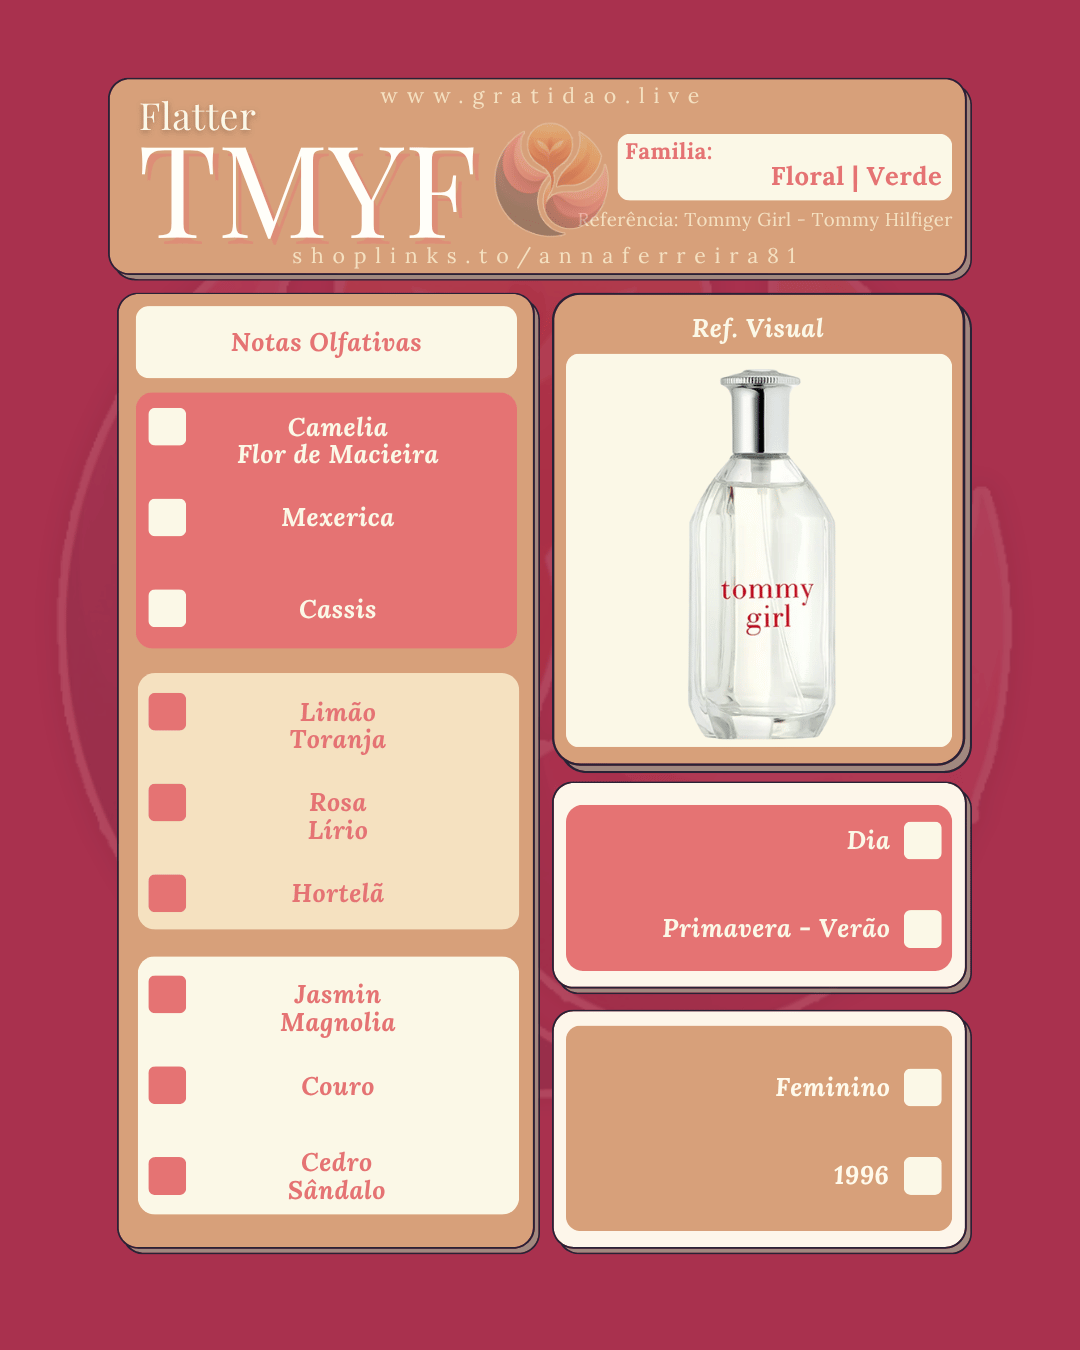 www.gratidao.live
Flatter
TMYF
Familia:
Floral | Verde
Referência: Tommy Girl - Tommy Hilfiger
shoplinks.to/annaferreira81
Notas Olfativas
Camelia
Flor de Macieira
Mexerica
Cassis
Limão
Toranja
Rosa
Lírio
Hortelã
Jasmin
Magnolia
Couro
Cedro
Sândalo
Ref. Visual
tommy
girl
Dia
Primavera - Verão
Feminino
1996